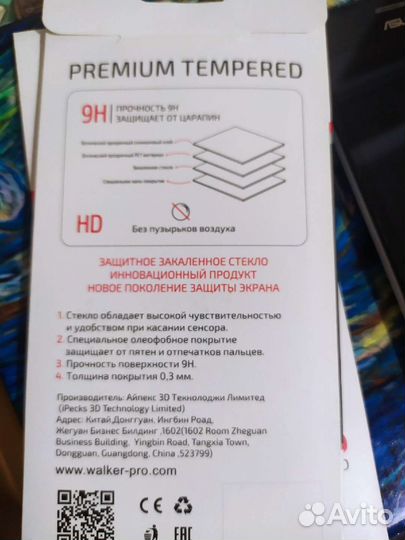 PREMIUM TEMPERED
9H ПРОЧНОСТЬ 9H
ЗАЩИЩАЕТ ОТ ЦАРАПИН
HD
Без пузырьков воздуха
ЗАЩИТНОЕ ЗАКАЛЕННОЕ СТЕКЛО
ИННОВАЦИОННЫЙ ПРОДУКТ
НОВОЕ ПОКОЛЕНИЕ ЗАЩИТЫ ЭКРАНА
1. Стекло обладает высокой чувствительностью
и удобством при касании сенсора.
2. Специальное олеофобное покрытие
защищает от пятен и отпечатков пальцев.
3. Прочность поверхности 9H.
4. Толщина покрытия 0,3 мм.
Производитель: Айпекс 3D Текнолоджи Лимитед
(iPecks 3D Technology Limited)
Адрес: Китай,Донггуан, Ингбин Роад,
Жегуан Бизнес Билдинг ,1602(1602 Room Zheguan
Business Building, Yingbin Road, Tangxia Town,
Dongguan, Guangdong, China ,523799)
www.walker-pro.com
CE
EAC
ASUS
Avito